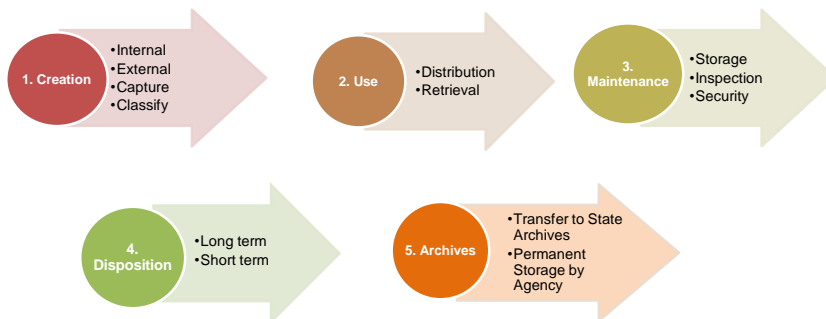 1. Creation
•Internal
•External
•Capture
•Classify
2. Use
•Distribution
•Retrieval
3.
Maintenance
•Storage
•Inspection
•Security
4.
Disposition
•Long term
•Short term
5. Archives
•Transfer to State
Archives
•Permanent
Storage by
Agency